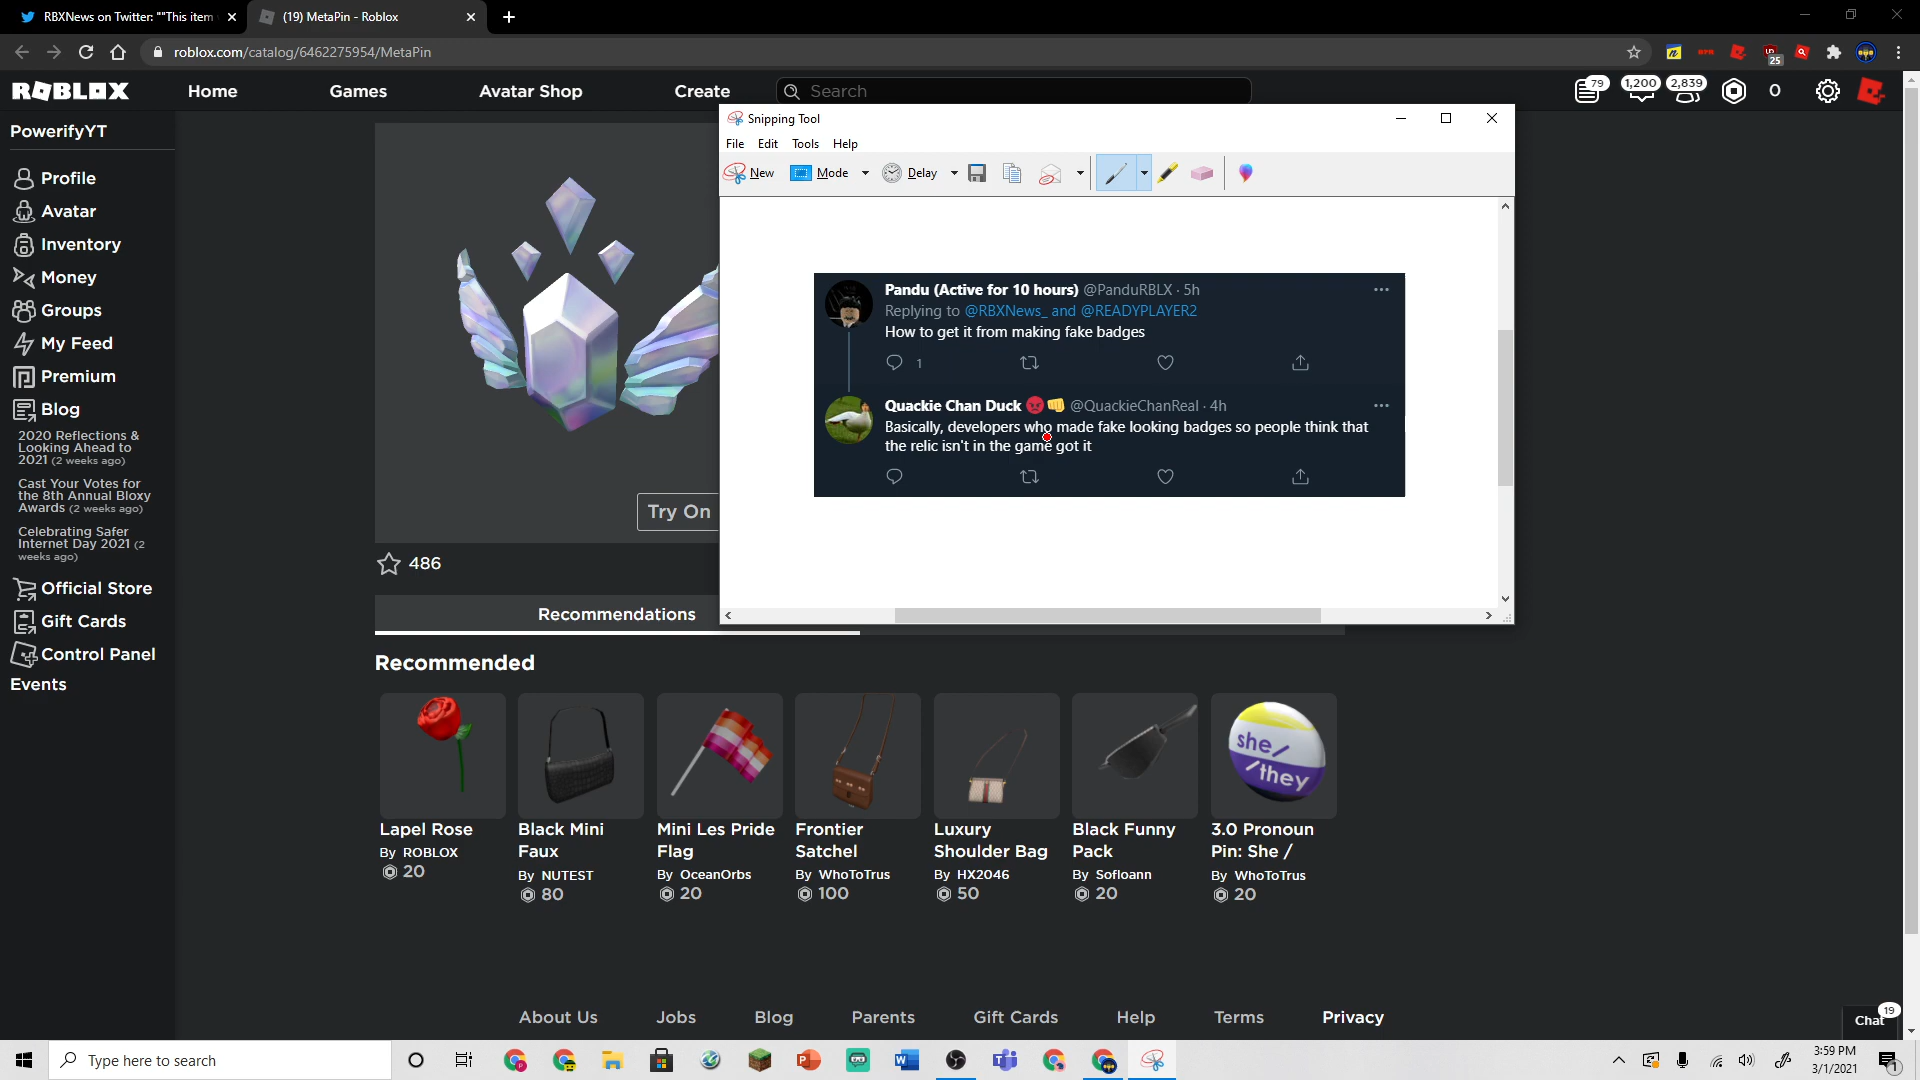 RBXNews on Twitter: ""This item
(19) MetaPin - Roblox
roblox.com/catalog/6462275954/MetaPin
25
ROBLOX
Home
Games
Avatar Shop
Create
Search
79
1,200
2,839
0
PowerifyYT
Profile
Avatar
Inventory
Money
Groups
My Feed
Premium
Blog
2020 Reflections &
Looking Ahead to
2021 (2 weeks ago)
Cast Your Votes for
the 8th Annual Bloxy
Awards (2 weeks ago)
Celebrating Safer
Internet Day 2021 (2
weeks ago)
Official Store
Gift Cards
Control Panel
Events
Try On
486
Snipping Tool
File Edit Tools Help
New Mode Delay
Pandu (Active for 10 hours) @PanduRBLX · 5h
Replying to @RBXNews_ and @READYPLAYER2
How to get it from making fake badges
1
Quackie Chan Duck 😡👊 @QuackieChanReal · 4h
Basically, developers who made fake looking badges so people think that
the relic isn't in the game got it
Recommendations
Recommended
she/
/they
Lapel Rose
By ROBLOX
20
Black Mini
Faux
By NUTEST
80
Mini Les Pride
Flag
By OceanOrbs
20
Frontier
Satchel
By WhoToTrus
100
Luxury
Shoulder Bag
By HX2046
50
Black Funny
Pack
By Sofloann
20
3.0 Pronoun
Pin: She /
By WhoToTrus
20
About Us
Jobs
Blog
Parents
Gift Cards
Help
Terms
Privacy
Chat
19
Type here to search
3:59 PM
3/1/2021
1